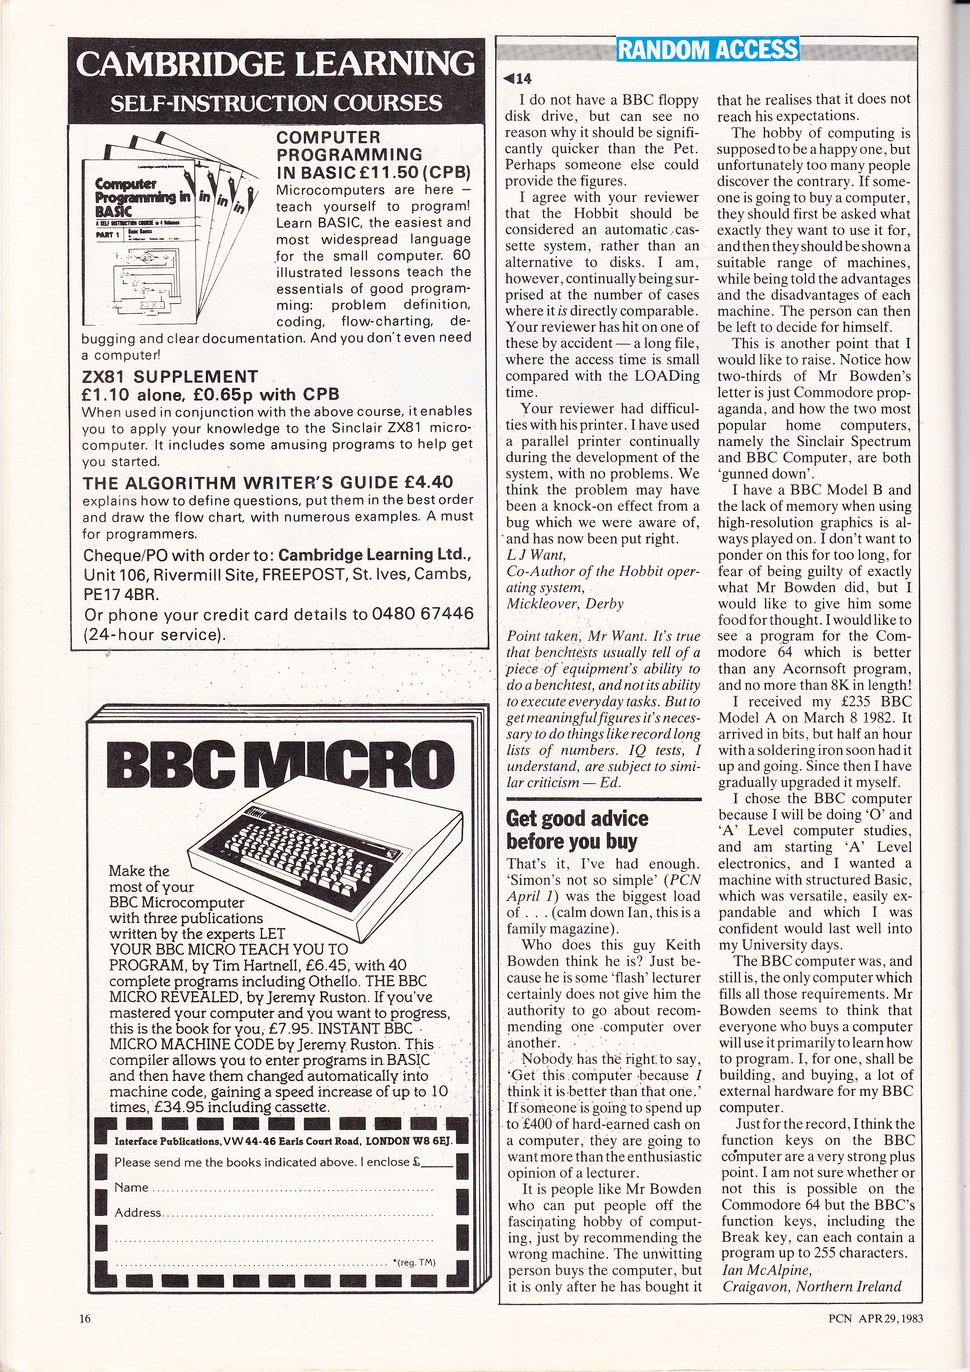 CAMBRIDGE LEARNING
SELF-INSTRUCTION COURSES
Computer
Programming in
BASIC
A SELF INSTRUCTION COURSE in 4 Volumes
PART 1
Basic Basics
in
in
in
COMPUTER
PROGRAMMING
IN BASIC £11.50 (CPB)
Microcomputers are here –
teach yourself to program!
Learn BASIC, the easiest and
most widespread language
for the small computer. 60
illustrated lessons teach the
essentials of good program-
ming: problem definition,
coding, flow-charting, de-
bugging and clear documentation. And you don't even need
a computer!
ZX81 SUPPLEMENT
£1.10 alone, £0.65p with CPB
When used in conjunction with the above course, it enables
you to apply your knowledge to the Sinclair ZX81 micro-
computer. It includes some amusing programs to help get
you started.
THE ALGORITHM WRITER'S GUIDE £4.40
explains how to define questions, put them in the best order
and draw the flow chart, with numerous examples. A must
for programmers.
Cheque/PO with order to: Cambridge Learning Ltd.,
Unit 106, Rivermill Site, FREEPOST, St. Ives, Cambs,
PE17 4BR.
Or phone your credit card details to 0480 67446
(24-hour service).
BBC MICRO
Make the
most of your
BBC Microcomputer
with three publications
written by the experts LET
YOUR BBC MICRO TEACH YOU TO
PROGRAM, by Tim Hartnell, £6.45, with 40
complete programs including Othello. THE BBC
MICRO REVEALED, by Jeremy Ruston. If you've
mastered your computer and you want to progress,
this is the book for you, £7.95. INSTANT BBC
MICRO MACHINE CODE by Jeremy Ruston. This
compiler allows you to enter programs in BASIC
and then have them changed automatically into
machine code, gaining a speed increase of up to 10
times, £34.95 including cassette.
Interface Publications, VW 44-46 Earls Court Road, LONDON W8 6EJ.
Please send me the books indicated above. I enclose £_____
Name
Address
*(reg. TM)
RANDOM ACCESS
◄14
I do not have a BBC floppy
disk drive, but can see no
reason why it should be signifi-
cantly quicker than the Pet.
Perhaps someone else could
provide the figures.
I agree with your reviewer
that the Hobbit should be
considered an automatic cas-
sette system, rather than an
alternative to disks. I am,
however, continually being sur-
prised at the number of cases
where it is directly comparable.
Your reviewer has hit on one of
these by accident — a long file,
where the access time is small
compared with the LOADing
time.
Your reviewer had difficul-
ties with his printer. I have used
a parallel printer continually
during the development of the
system, with no problems. We
think the problem may have
been a knock-on effect from a
bug which we were aware of,
and has now been put right.
L J Want,
Co-Author of the Hobbit oper-
ating system,
Mickleover, Derby
Point taken, Mr Want. It's true
that benchtests usually tell of a
piece of equipment's ability to
do a benchtest, and not its ability
to execute everyday tasks. But to
get meaningful figures it's neces-
sary to do things like record long
lists of numbers. IQ tests, I
understand, are subject to simi-
lar criticism — Ed.
Get good advice
before you buy
That's it, I've had enough.
'Simon's not so simple' (PCN
April 1) was the biggest load
of . . . (calm down Ian, this is a
family magazine).
Who does this guy Keith
Bowden think he is? Just be-
cause he is some 'flash' lecturer
certainly does not give him the
authority to go about recom-
mending one computer over
another.
Nobody has the right to say,
'Get this computer because I
think it is better than that one.'
If someone is going to spend up
to £400 of hard-earned cash on
a computer, they are going to
want more than the enthusiastic
opinion of a lecturer.
It is people like Mr Bowden
who can put people off the
fascinating hobby of comput-
ing, just by recommending the
wrong machine. The unwitting
person buys the computer, but
it is only after he has bought it
that he realises that it does not
reach his expectations.
The hobby of computing is
supposed to be a happy one, but
unfortunately too many people
discover the contrary. If some-
one is going to buy a computer,
they should first be asked what
exactly they want to use it for,
and then they should be shown a
suitable range of machines,
while being told the advantages
and the disadvantages of each
machine. The person can then
be left to decide for himself.
This is another point that I
would like to raise. Notice how
two-thirds of Mr Bowden's
letter is just Commodore prop-
aganda, and how the two most
popular home computers,
namely the Sinclair Spectrum
and BBC Computer, are both
'gunned down'.
I have a BBC Model B and
the lack of memory when using
high-resolution graphics is al-
ways played on. I don't want to
ponder on this for too long, for
fear of being guilty of exactly
what Mr Bowden did, but I
would like to give him some
food for thought. I would like to
see a program for the Com-
modore 64 which is better
than any Acornsoft program,
and no more than 8K in length!
I received my £235 BBC
Model A on March 8 1982. It
arrived in bits, but half an hour
with a soldering iron soon had it
up and going. Since then I have
gradually upgraded it myself.
I chose the BBC computer
because I will be doing 'O' and
'A' Level computer studies,
and am starting 'A' Level
electronics, and I wanted a
machine with structured Basic,
which was versatile, easily ex-
pandable and which I was
confident would last well into
my University days.
The BBC computer was, and
still is, the only computer which
fills all those requirements. Mr
Bowden seems to think that
everyone who buys a computer
will use it primarily to learn how
to program. I, for one, shall be
building, and buying, a lot of
external hardware for my BBC
computer.
Just for the record, I think the
function keys on the BBC
computer are a very strong plus
point. I am not sure whether or
not this is possible on the
Commodore 64 but the BBC's
function keys, including the
Break key, can each contain a
program up to 255 characters.
Ian McAlpine,
Craigavon, Northern Ireland
16
PCN APR 29, 1983